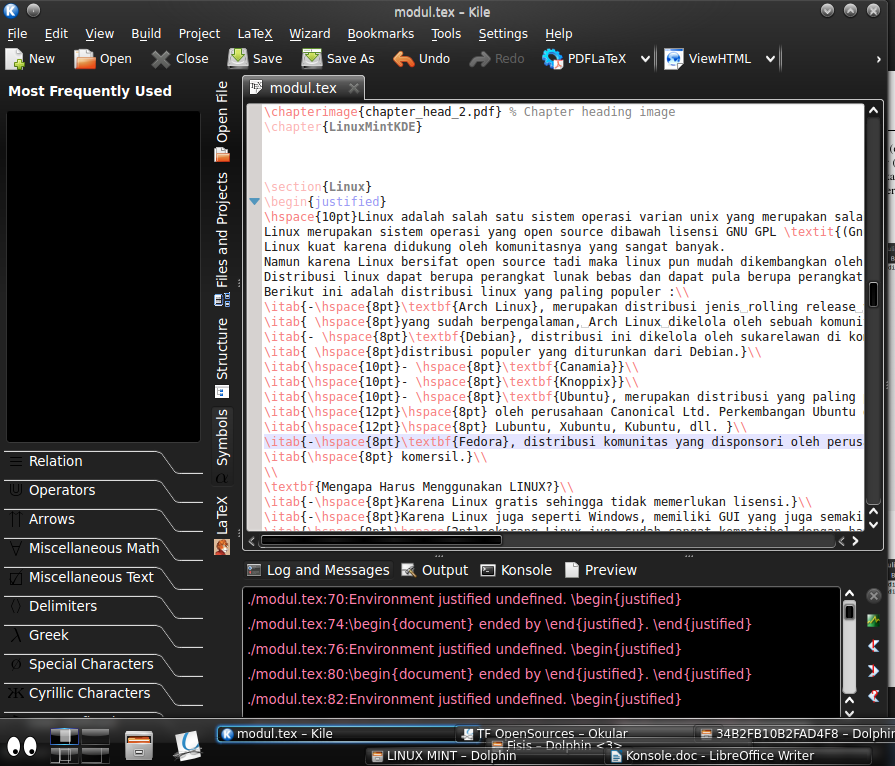 modul.tex – Kile
File Edit View Build Project LaTeX Wizard Bookmarks Tools Settings Help
New Open Close Save Save As Undo Redo PDFLaTeX ViewHTML
Most Frequently Used
Open File
Files and Projects
Structure
Symbols
LaTeX
Relation
Operators
Arrows
Miscellaneous Math
Miscellaneous Text
Delimiters
Greek
Special Characters
Cyrillic Characters
modul.tex
\chapterimage{chapter_head_2.pdf} % Chapter heading image
\chapter{LinuxMintKDE}
\section{Linux}
\begin{justified}
\hspace{10pt}Linux adalah salah satu sistem operasi varian unix yang merupakan sala
Linux merupakan sistem operasi yang open source dibawah lisensi GNU GPL \textit{(Gn
Linux kuat karena didukung oleh komunitasnya yang sangat banyak.
Namun karena Linux bersifat open source tadi maka linux pun mudah dikembangkan oleh
Distribusi linux dapat berupa perangkat lunak bebas dan dapat pula berupa perangkat
Berikut ini adalah distribusi linux yang paling populer :\\
\itab{-\hspace{8pt}\textbf{Arch Linux}, merupakan distribusi jenis rolling release
\itab{ \hspace{8pt}yang sudah berpengalaman, Arch Linux dikelola oleh sebuah komuni
\itab{- \hspace{8pt}\textbf{Debian}, distribusi ini dikelola oleh sukarelawan di ko
\itab{ \hspace{8pt}distribusi populer yang diturunkan dari Debian.}\\
\itab{\hspace{10pt}- \hspace{8pt}\textbf{Canamia}}\\
\itab{\hspace{10pt}- \hspace{8pt}\textbf{Knoppix}}\\
\itab{\hspace{10pt}- \hspace{8pt}\textbf{Ubuntu}, merupakan distribusi yang paling
\itab{\hspace{12pt}\hspace{8pt} oleh perusahaan Canonical Ltd. Perkembangan Ubuntu
\itab{\hspace{12pt}\hspace{8pt} Lubuntu, Xubuntu, Kubuntu, dll. }\\
\itab{-\hspace{8pt}\textbf{Fedora}, distribusi komunitas yang disponsori oleh perus
\itab{\hspace{8pt} komersil.}\\
\\
\textbf{Mengapa Harus Menggunakan LINUX?}\\
\itab{-\hspace{8pt}Karena Linux gratis sehingga tidak memerlukan lisensi.}\\
\itab{-\hspace{8pt}Karena Linux juga seperti Windows, memiliki GUI yang juga semaki
Log and Messages Output Konsole Preview
./modul.tex:70:Environment justified undefined. \begin{justified}
./modul.tex:74:\begin{document} ended by \end{justified}. \end{justified}
./modul.tex:76:Environment justified undefined. \begin{justified}
./modul.tex:80:\begin{document} ended by \end{justified}. \end{justified}
./modul.tex:82:Environment justified undefined. \begin{justified}
modul.tex – Kile TF OpenSources – Okular 34B2FB10B2FAD4F8 – Dolphin
Fisis – Dolphin <3>
LINUX MINT – Dolphin Konsole.doc - LibreOffice Writer